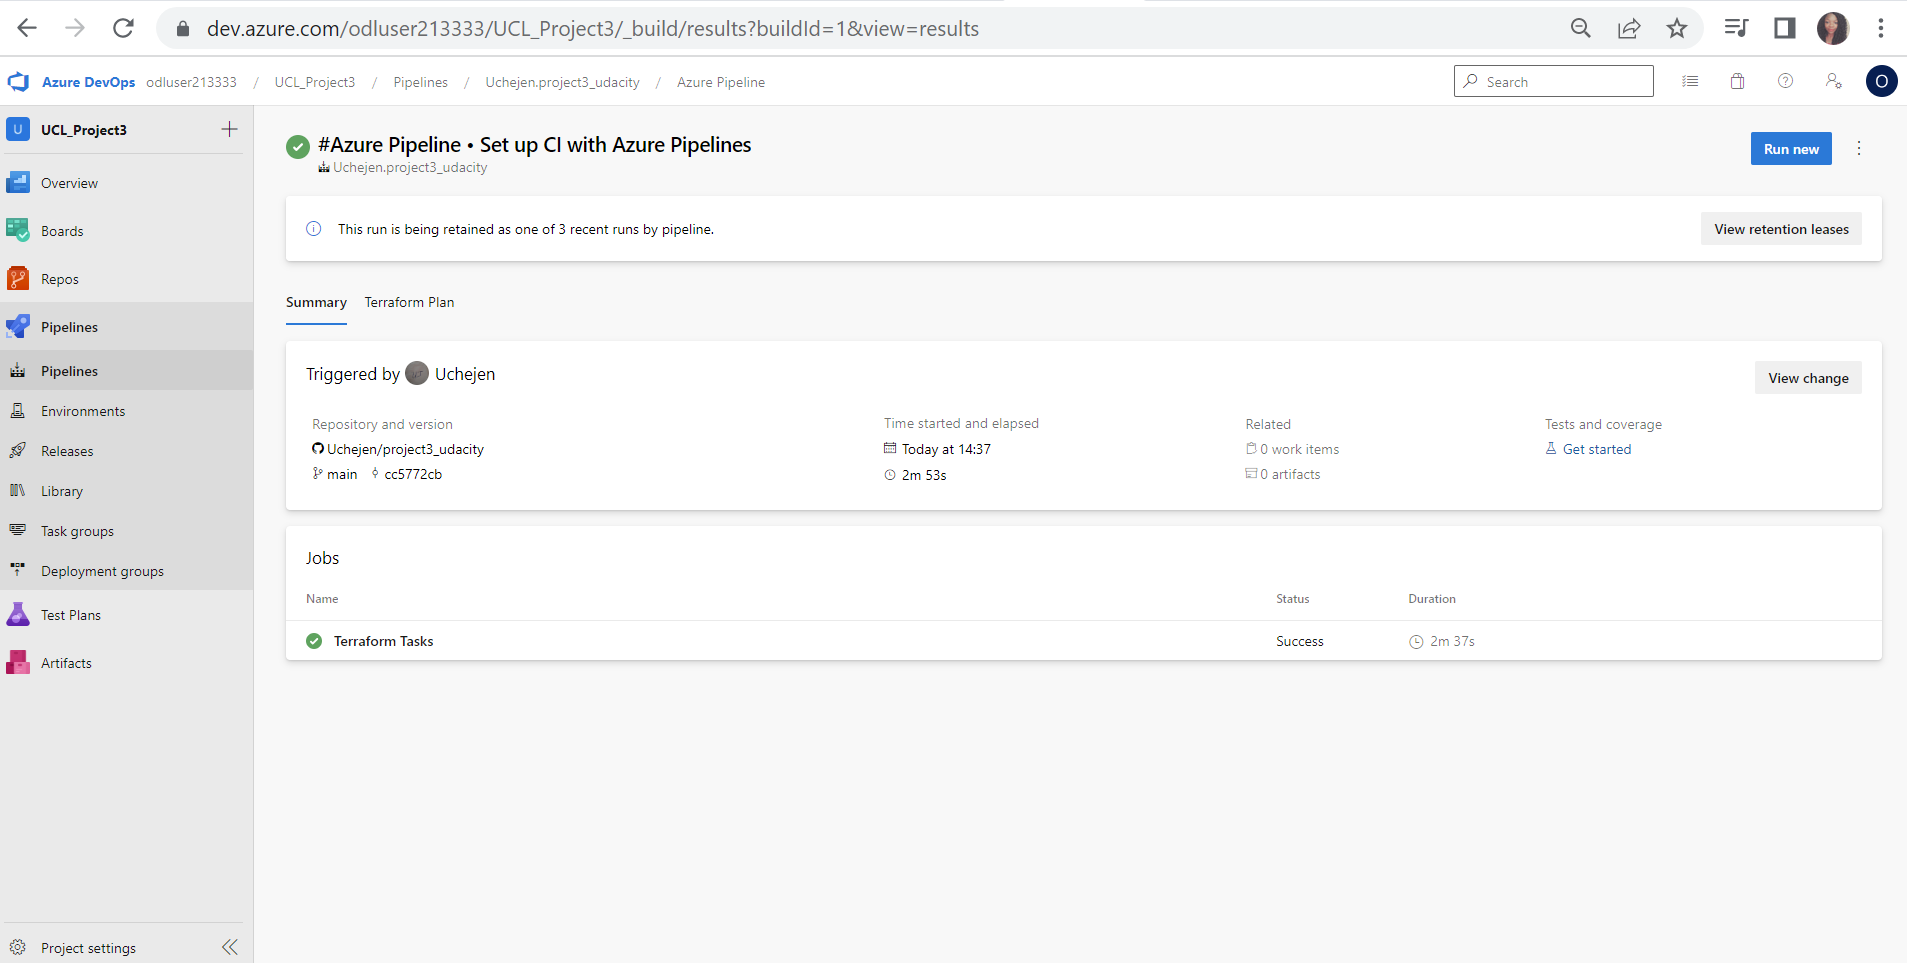 dev.azure.com/odluser213333/UCL_Project3/_build/results?buildId=1&view=results
Azure DevOps odluser213333 / UCL_Project3 / Pipelines / Uchejen.project3_udacity / Azure Pipeline
Search
O
U UCL_Project3
Overview
Boards
Repos
Pipelines
Pipelines
Environments
Releases
Library
Task groups
Deployment groups
Test Plans
Artifacts
Project settings
#Azure Pipeline • Set up CI with Azure Pipelines
Uchejen.project3_udacity
Run new
This run is being retained as one of 3 recent runs by pipeline.
View retention leases
Summary Terraform Plan
Triggered by Uchejen
View change
Repository and version
Uchejen/project3_udacity
main cc5772cb
Time started and elapsed
Today at 14:37
2m 53s
Related
0 work items
0 artifacts
Tests and coverage
Get started
Jobs
Name Status Duration
Terraform Tasks Success 2m 37s